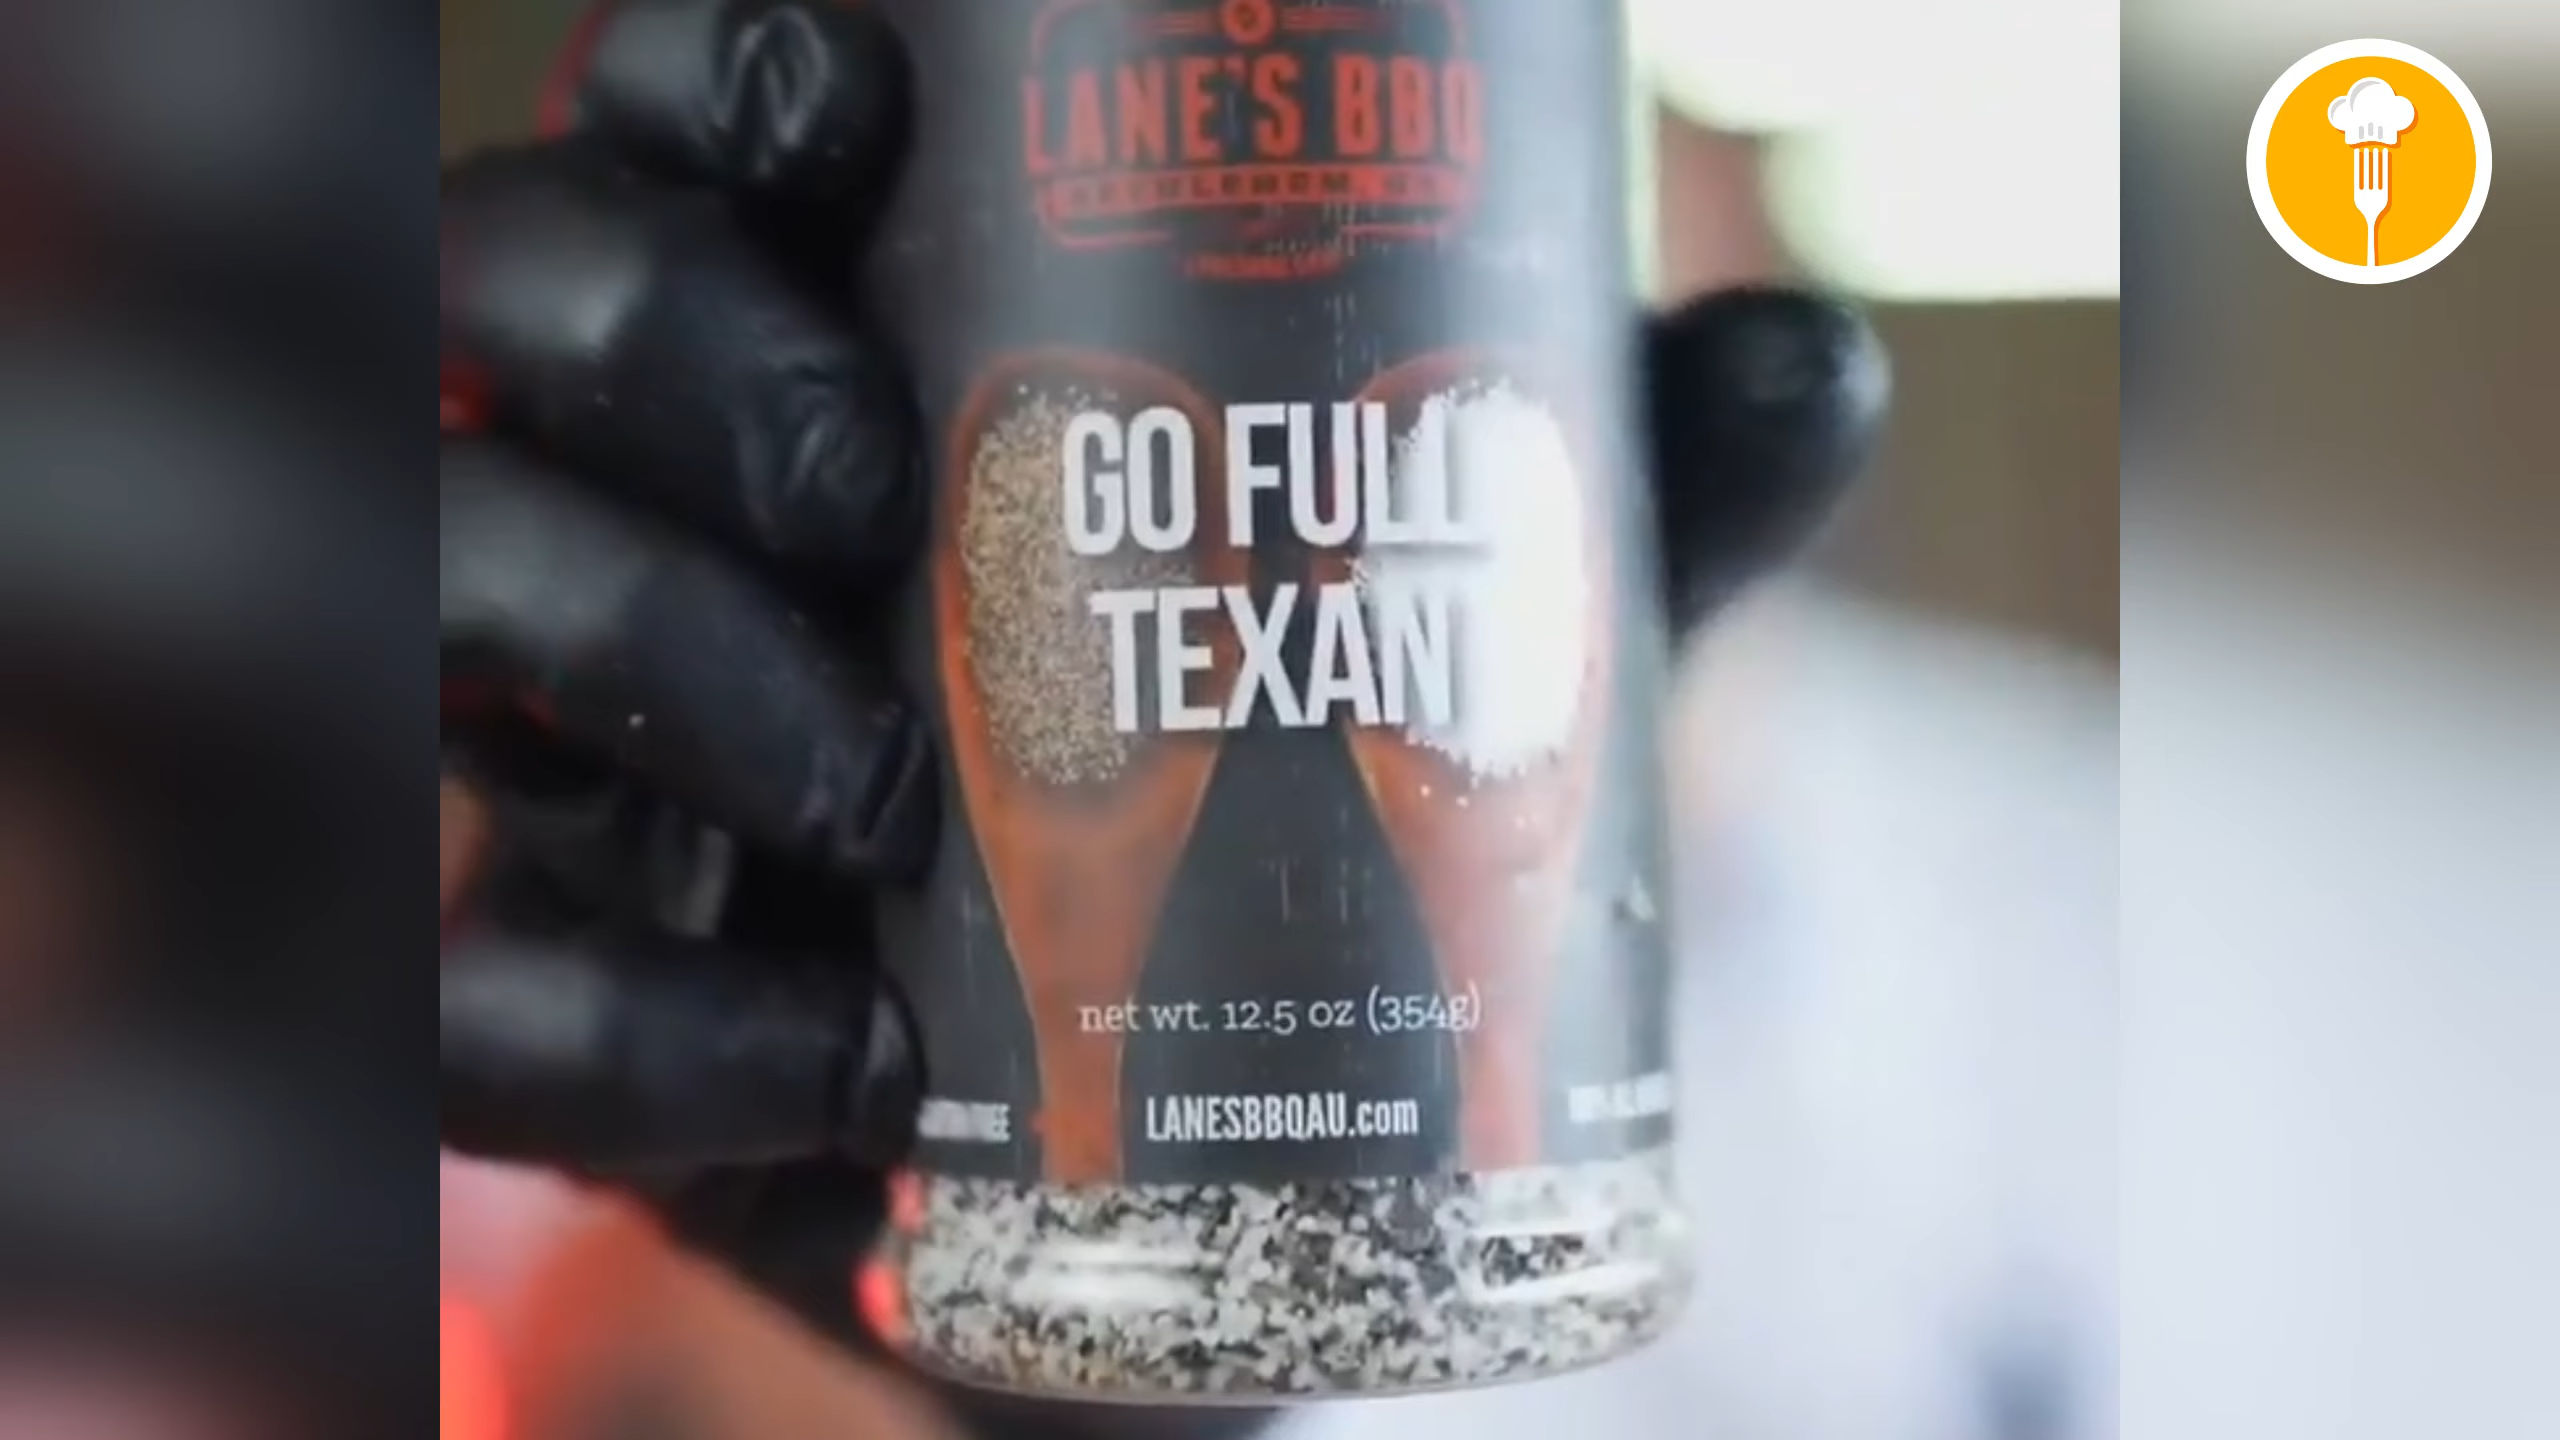 LANE'S BBQ
GO FULL
TEXAN
net wt. 12.5 oz (354g)
LANESBBQAU.com